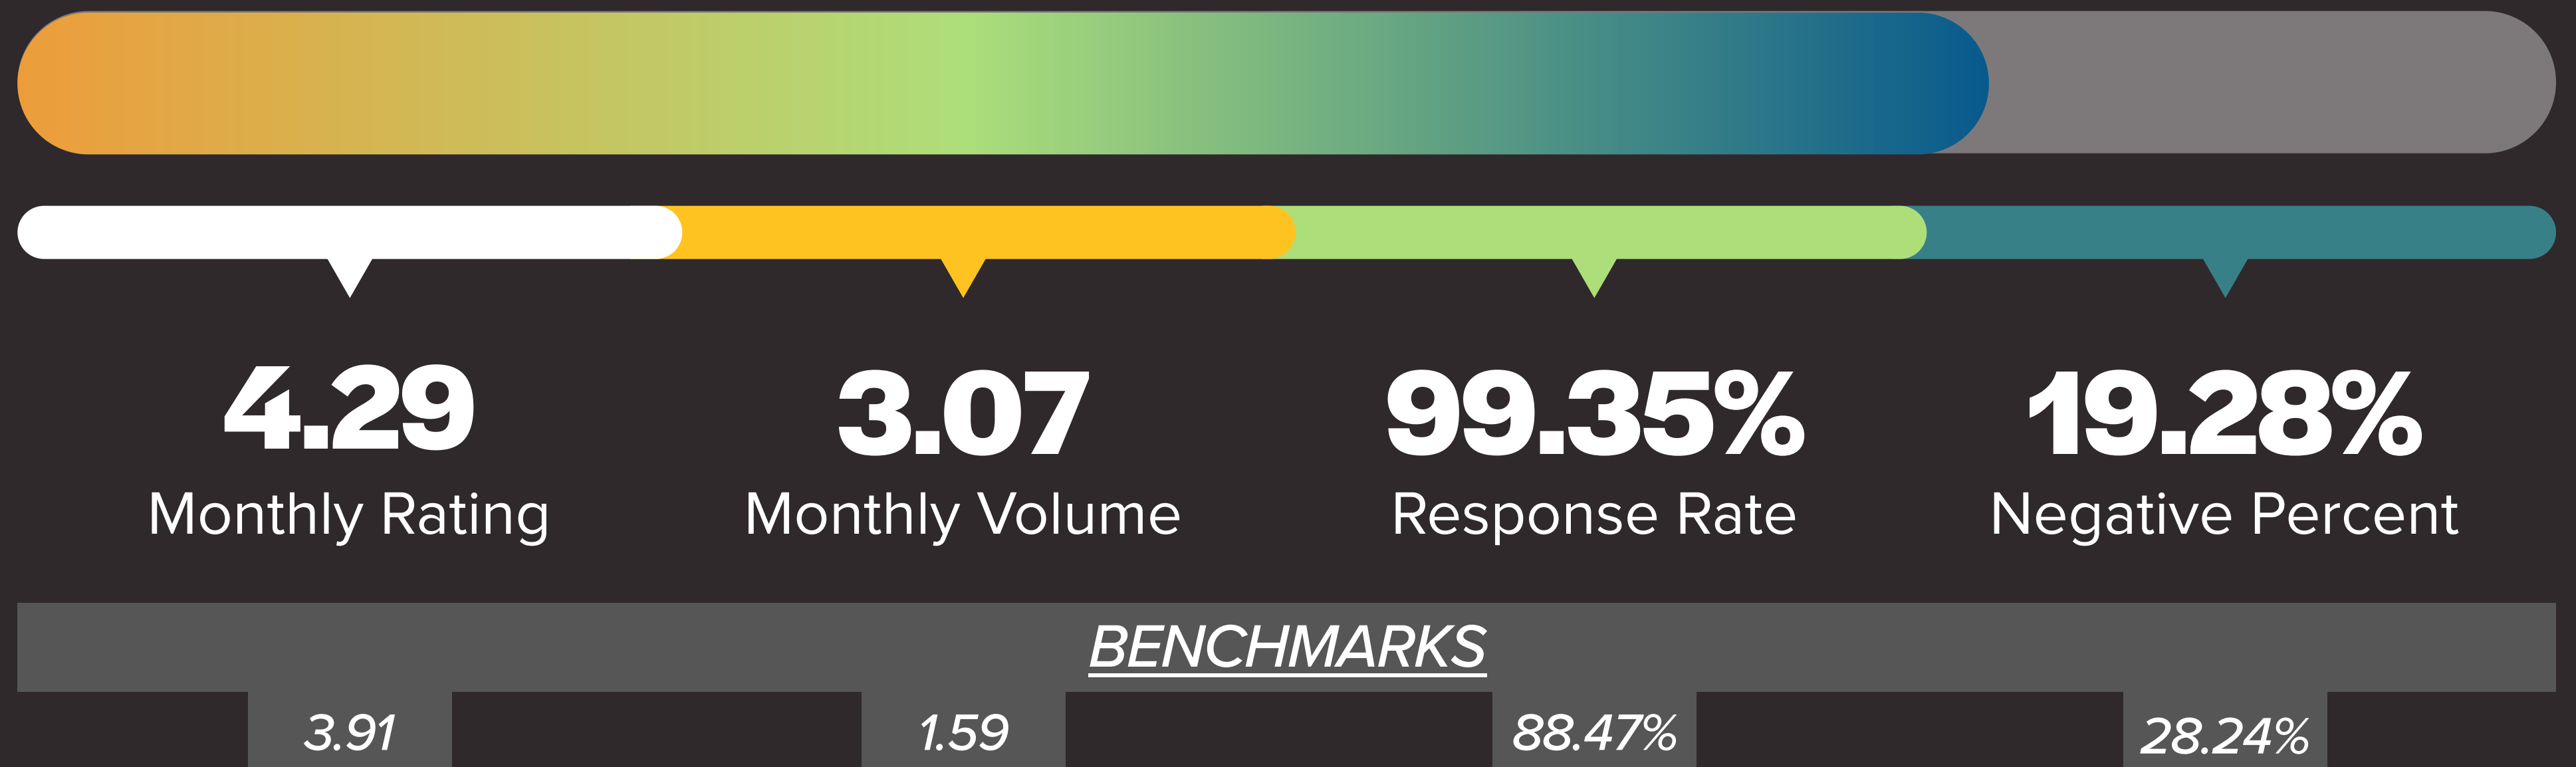 4.29 3.07 99.35% 19.28%
Monthly Rating Monthly Volume Response Rate Negative Percent
BENCHMARKS
3.91 1.59 88.47% 28.24%